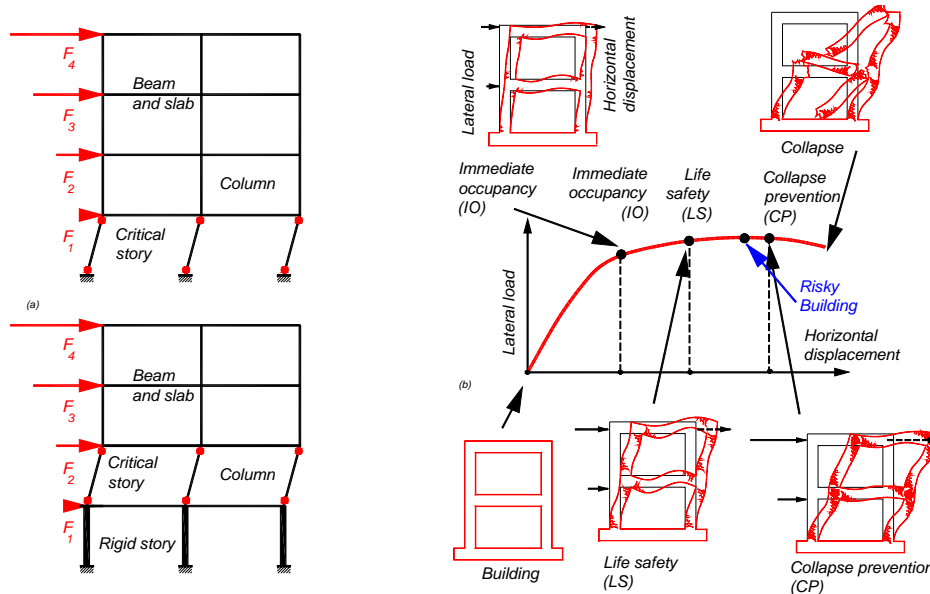 F4
Beam
and slab
F3
F2
Column
F1
Critical
story
(a)
F4
Beam
and slab
F3
Critical
story
F2
Column
F1
Rigid story
Lateral load
Horizontal
displacement
Collapse
Immediate
occupancy
(IO)
Immediate
occupancy
(IO)
Life
safety
(LS)
Collapse
prevention
(CP)
Lateral load
Risky
Building
Horizontal
displacement
(b)
Building
Life safety
(LS)
Collapse prevention
(CP)